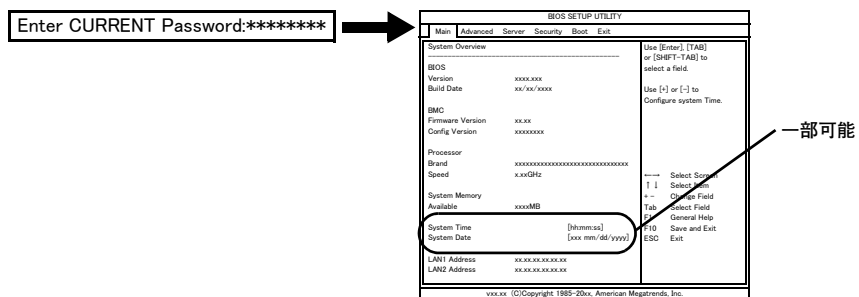 Enter CURRENT Password:********
BIOS SETUP UTILITY
Main Advanced Server Security Boot Exit
System Overview
BIOS
Version xxxx.xxx
Build Date xx/xx/xxxx
BMC
Firmware Version xx.xx
Config Version xxxxxxxx
Processor
Brand xxxxxxxxxxxxxxxxxxxxxxxxxxxxxxx
Speed x.xxGHz
System Memory
Available xxxxMB
System Time [hh:mm:ss]
System Date [xxx mm/dd/yyyy]
LAN1 Address xx.xx.xx.xx.xx.xx
LAN2 Address xx.xx.xx.xx.xx.xx
Use [Enter], [TAB]
or [SHIFT-TAB] to
select a field.
Use [+] or [-] to
Configure system Time.
←→ Select Screen
↑↓ Select Item
+- Change Field
Tab Select Field
F1 General Help
F10 Save and Exit
ESC Exit
vxx.xx (C)Copyright 1985-20xx, American Megatrends, Inc.
一部可能